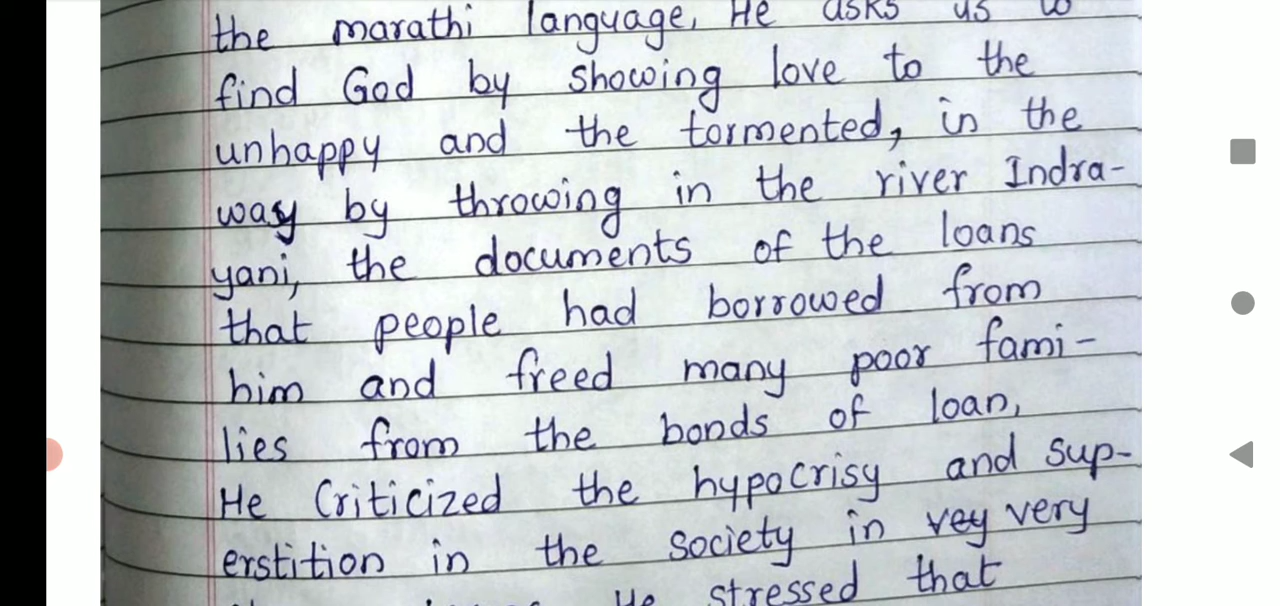 the marathi language, He asks us to
find God by showing love to the
unhappy and the tormented, in the
way by throwing in the river Indra-
yani, the documents of the loans
that people had borrowed from
him and freed many poor fami-
lies from the bonds of loan,
He Criticized the hypocrisy and sup-
erstition in the society in vey very
He stressed that